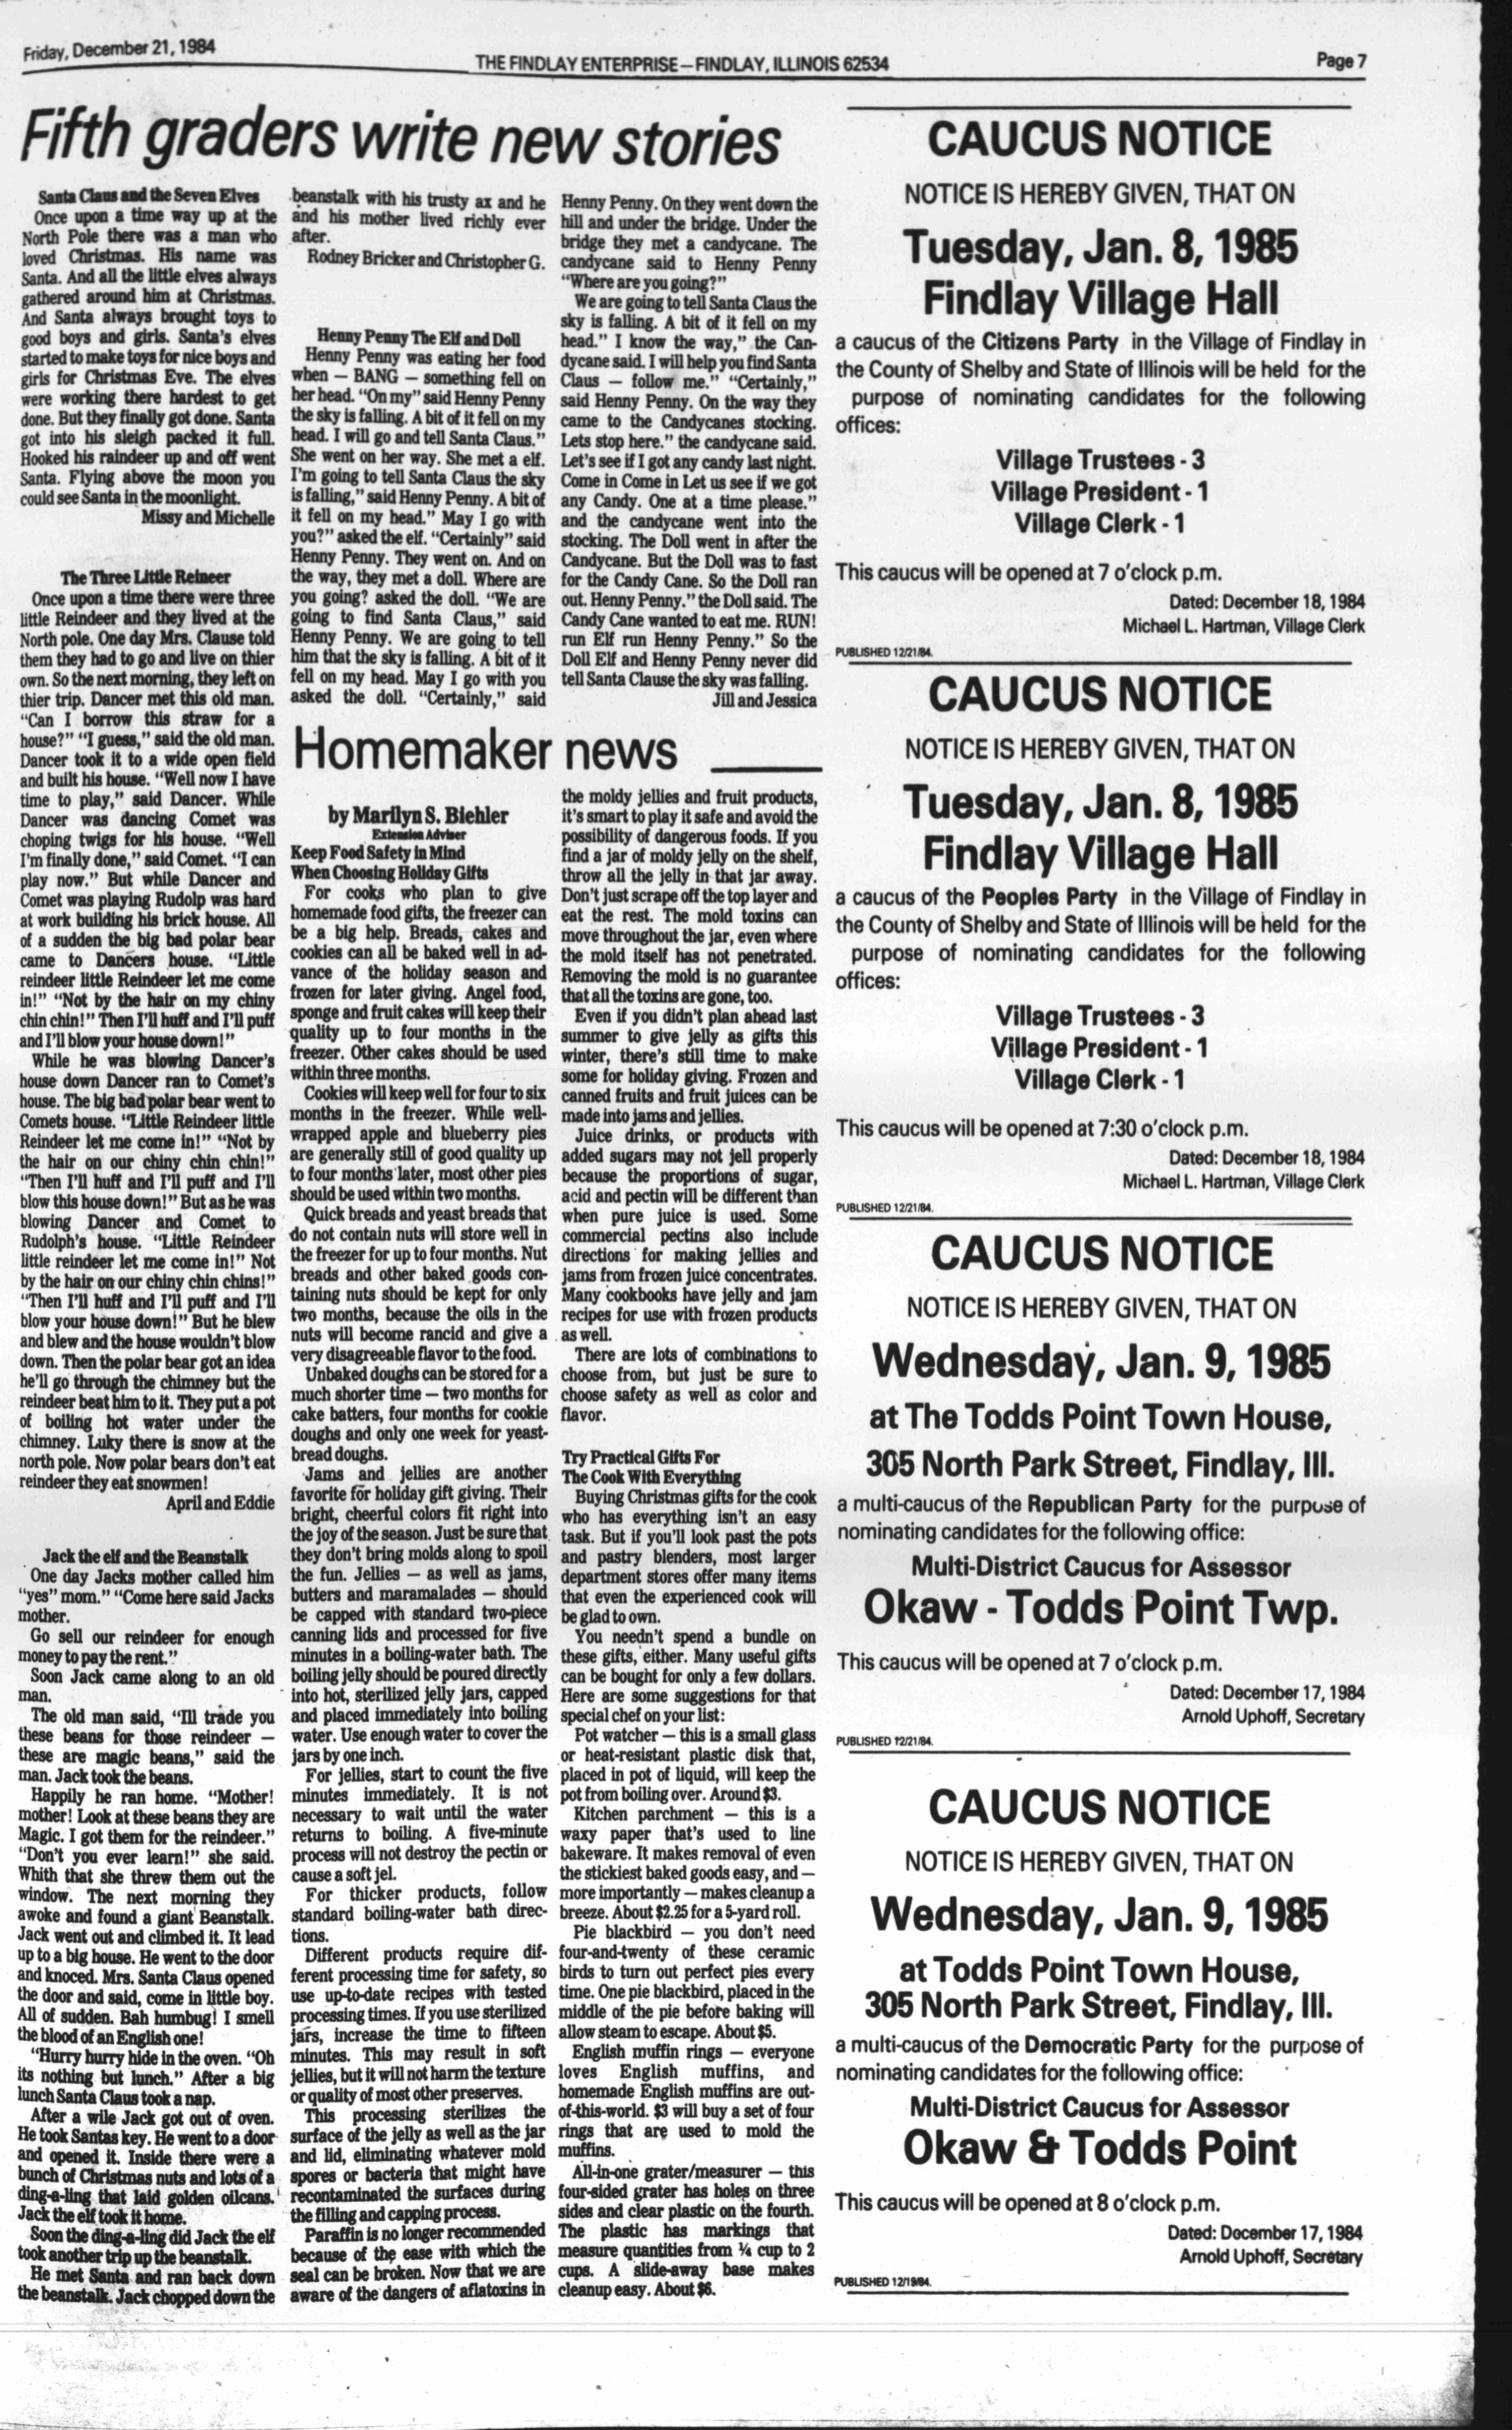 Friday, December 21, 1984
THE FINDLAY ENTERPRISE—FINDLAY, ILLINOIS 62534
Page 7
Fifth graders write new stories
Santa Claus and the Seven Elves
Once upon a time way up at the
North Pole there was a man who
loved Christmas. His name was
Santa. And all the little elves always
gathered around him at Christmas.
And Santa always brought toys to
good boys and girls. Santa's elves
started to make toys for nice boys and
girls for Christmas Eve. The elves
were working there hardest to get
done. But they finally got done. Santa
got into his sleigh packed it full.
Hooked his raindeer up and off went
Santa. Flying above the moon you
could see Santa in the moonlight.
Missy and Michelle
The Three Little Reineer
Once upon a time there were three
little Reindeer and they lived at the
North pole. One day Mrs. Clause told
them they had to go and live on thier
own. So the next morning, they left on
thier trip. Dancer met this old man.
"Can I borrow this straw for a
house?" "I guess," said the old man.
Dancer took it to a wide open field
and built his house. "Well now I have
time to play," said Dancer. While
Dancer was dancing Comet was
choping twigs for his house. "Well
I'm finally done," said Comet. "I can
play now." But while Dancer and
Comet was playing Rudolp was hard
at work building his brick house. All
of a sudden the big bad polar bear
came to Dancers house. "Little
reindeer little Reindeer let me come
in!" "Not by the hair on my chiny
chin chin!" Then I'll huff and I'll puff
and I'll blow your house down!"
While he was blowing Dancer's
house down Dancer ran to Comet's
house. The big bad polar bear went to
Comets house. "Little Reindeer little
Reindeer let me come in!" "Not by
the hair on our chiny chin chin!"
"Then I'll huff and I'll puff and I'll
blow this house down!" But as he was
blowing Dancer and Comet to
Rudolph's house. "Little Reindeer
little reindeer let me come in!" Not
by the hair on our chiny chin chins!"
"Then I'll huff and I'll puff and I'll
blow your house down!" But he blew
and blew and the house wouldn't blow
down. Then the polar bear got an idea
he'll go through the chimney but the
reindeer beat him to it. They put a pot
of boiling hot water under the
chimney. Luky there is snow at the
north pole. Now polar bears don't eat
reindeer they eat snowmen!
April and Eddie
Jack the elf and the Beanstalk
One day Jacks mother called him
"yes" mom." "Come here said Jacks
mother.
Go sell our reindeer for enough
money to pay the rent."
Soon Jack came along to an old
man.
The old man said, "Ill trade you
these beans for those reindeer —
these are magic beans," said the
man. Jack took the beans.
Happily he ran home. "Mother!
mother! Look at these beans they are
Magic. I got them for the reindeer."
"Don't you ever learn!" she said.
Whith that she threw them out the
window. The next morning they
awoke and found a giant Beanstalk.
Jack went out and climbed it. It lead
up to a big house. He went to the door
and knoced. Mrs. Santa Claus opened
the door and said, come in little boy.
All of sudden. Bah humbug! I smell
the blood of an English one!
"Hurry hurry hide in the oven. "Oh
its nothing but lunch." After a big
lunch Santa Claus took a nap.
After a wile Jack got out of oven.
He took Santas key. He went to a door
and opened it. Inside there were a
bunch of Christmas nuts and lots of a
ding-a-ling that laid golden oilcans.
Jack the elf took it home.
Soon the ding-a-ling did Jack the elf
took another trip up the beanstalk.
He met Santa and ran back down
the beanstalk. Jack chopped down the
beanstalk with his trusty ax and he
and his mother lived richly ever
after.
Rodney Bricker and Christopher G.
Henny Penny The Elf and Doll
Henny Penny was eating her food
when — BANG — something fell on
her head. "On my" said Henny Penny
the sky is falling. A bit of it fell on my
head. I will go and tell Santa Claus."
She went on her way. She met a elf.
I'm going to tell Santa Claus the sky
is falling," said Henny Penny. A bit of
it fell on my head." May I go with
you?" asked the elf. "Certainly" said
Henny Penny. They went on. And on
the way, they met a doll. Where are
you going? asked the doll. "We are
going to find Santa Claus," said
Henny Penny. We are going to tell
him that the sky is falling. A bit of it
fell on my head. May I go with you
asked the doll. "Certainly," said
Henny Penny. On they went down the
hill and under the bridge. Under the
bridge they met a candycane. The
candycane said to Henny Penny
"Where are you going?"
We are going to tell Santa Claus the
sky is falling. A bit of it fell on my
head." I know the way," the Can-
dycane said. I will help you find Santa
Claus — follow me." "Certainly,"
said Henny Penny. On the way they
came to the Candycanes stocking.
Lets stop here." the candycane said.
Let's see if I got any candy last night.
Come in Come in Let us see if we got
any Candy. One at a time please."
and the candycane went into the
stocking. The Doll went in after the
Candycane. But the Doll was to fast
for the Candy Cane. So the Doll ran
out. Henny Penny." the Doll said. The
Candy Cane wanted to eat me. RUN!
run Elf run Henny Penny." So the
Doll Elf and Henny Penny never did
tell Santa Clause the sky was falling.
Jill and Jessica
Homemaker news
by Marilyn S. Biehler
Extension Adviser
Keep Food Safety in Mind
When Choosing Holiday Gifts
For cooks who plan to give
homemade food gifts, the freezer can
be a big help. Breads, cakes and
cookies can all be baked well in ad-
vance of the holiday season and
frozen for later giving. Angel food,
sponge and fruit cakes will keep their
quality up to four months in the
freezer. Other cakes should be used
within three months.
Cookies will keep well for four to six
months in the freezer. While well-
wrapped apple and blueberry pies
are generally still of good quality up
to four months later, most other pies
should be used within two months.
Quick breads and yeast breads that
do not contain nuts will store well in
the freezer for up to four months. Nut
breads and other baked goods con-
taining nuts should be kept for only
two months, because the oils in the
nuts will become rancid and give a
very disagreeable flavor to the food.
Unbaked doughs can be stored for a
much shorter time — two months for
cake batters, four months for cookie
doughs and only one week for yeast-
bread doughs.
Jams and jellies are another
favorite for holiday gift giving. Their
bright, cheerful colors fit right into
the joy of the season. Just be sure that
they don't bring molds along to spoil
the fun. Jellies — as well as jams,
butters and maramalades — should
be capped with standard two-piece
canning lids and processed for five
minutes in a boiling-water bath. The
boiling jelly should be poured directly
into hot, sterilized jelly jars, capped
and placed immediately into boiling
water. Use enough water to cover the
jars by one inch.
For jellies, start to count the five
minutes immediately. It is not
necessary to wait until the water
returns to boiling. A five-minute
process will not destroy the pectin or
cause a soft jel.
For thicker products, follow
standard boiling-water bath direc-
tions.
Different products require dif-
ferent processing time for safety, so
use up-to-date recipes with tested
processing times. If you use sterilized
jars, increase the time to fifteen
minutes. This may result in soft
jellies, but it will not harm the texture
or quality of most other preserves.
This processing sterilizes the
surface of the jelly as well as the jar
and lid, eliminating whatever mold
spores or bacteria that might have
recontaminated the surfaces during
the filling and capping process.
Paraffin is no longer recommended
because of the ease with which the
seal can be broken. Now that we are
aware of the dangers of aflatoxins in
the moldy jellies and fruit products,
it's smart to play it safe and avoid the
possibility of dangerous foods. If you
find a jar of moldy jelly on the shelf,
throw all the jelly in that jar away.
Don't just scrape off the top layer and
eat the rest. The mold toxins can
move throughout the jar, even where
the mold itself has not penetrated.
Removing the mold is no guarantee
that all the toxins are gone, too.
Even if you didn't plan ahead last
summer to give jelly as gifts this
winter, there's still time to make
some for holiday giving. Frozen and
canned fruits and fruit juices can be
made into jams and jellies.
Juice drinks, or products with
added sugars may not jell properly
because the proportions of sugar,
acid and pectin will be different than
when pure juice is used. Some
commercial pectins also include
directions for making jellies and
jams from frozen juice concentrates.
Many cookbooks have jelly and jam
recipes for use with frozen products
as well.
There are lots of combinations to
choose from, but just be sure to
choose safety as well as color and
flavor.
Try Practical Gifts For
The Cook With Everything
Buying Christmas gifts for the cook
who has everything isn't an easy
task. But if you'll look past the pots
and pastry blenders, most larger
department stores offer many items
that even the experienced cook will
be glad to own.
You needn't spend a bundle on
these gifts, either. Many useful gifts
can be bought for only a few dollars.
Here are some suggestions for that
special chef on your list:
Pot watcher — this is a small glass
or heat-resistant plastic disk that,
placed in pot of liquid, will keep the
pot from boiling over. Around $3.
Kitchen parchment — this is a
waxy paper that's used to line
bakeware. It makes removal of even
the stickiest baked goods easy, and —
more importantly — makes cleanup a
breeze. About $2.25 for a 5-yard roll.
Pie blackbird — you don't need
four-and-twenty of these ceramic
birds to turn out perfect pies every
time. One pie blackbird, placed in the
middle of the pie before baking will
allow steam to escape. About $5.
English muffin rings — everyone
loves English muffins, and
homemade English muffins are out-
of-this-world. $3 will buy a set of four
rings that are used to mold the
muffins.
All-in-one grater/measurer — this
four-sided grater has holes on three
sides and clear plastic on the fourth.
The plastic has markings that
measure quantities from ¼ cup to 2
cups. A slide-away base makes
cleanup easy. About $6.
CAUCUS NOTICE
NOTICE IS HEREBY GIVEN, THAT ON
Tuesday, Jan. 8, 1985
Findlay Village Hall
a caucus of the Citizens Party in the Village of Findlay in
the County of Shelby and State of Illinois will be held for the
purpose of nominating candidates for the following
offices:
Village Trustees - 3
Village President - 1
Village Clerk - 1
This caucus will be opened at 7 o'clock p.m.
Dated: December 18, 1984
Michael L. Hartman, Village Clerk
PUBLISHED 12/21/84.
CAUCUS NOTICE
NOTICE IS HEREBY GIVEN, THAT ON
Tuesday, Jan. 8, 1985
Findlay Village Hall
a caucus of the Peoples Party in the Village of Findlay in
the County of Shelby and State of Illinois will be held for the
purpose of nominating candidates for the following
offices:
Village Trustees - 3
Village President - 1
Village Clerk - 1
This caucus will be opened at 7:30 o'clock p.m.
Dated: December 18, 1984
Michael L. Hartman, Village Clerk
PUBLISHED 12/21/84.
CAUCUS NOTICE
NOTICE IS HEREBY GIVEN, THAT ON
Wednesday, Jan. 9, 1985
at The Todds Point Town House,
305 North Park Street, Findlay, Ill.
a multi-caucus of the Republican Party for the purpose of
nominating candidates for the following office:
Multi-District Caucus for Assessor
Okaw - Todds Point Twp.
This caucus will be opened at 7 o'clock p.m.
Dated: December 17, 1984
Arnold Uphoff, Secretary
PUBLISHED 12/21/84.
CAUCUS NOTICE
NOTICE IS HEREBY GIVEN, THAT ON
Wednesday, Jan. 9, 1985
at Todds Point Town House,
305 North Park Street, Findlay, Ill.
a multi-caucus of the Democratic Party for the purpose of
nominating candidates for the following office:
Multi-District Caucus for Assessor
Okaw & Todds Point
This caucus will be opened at 8 o'clock p.m.
Dated: December 17, 1984
Arnold Uphoff, Secretary
PUBLISHED 12/19/84.